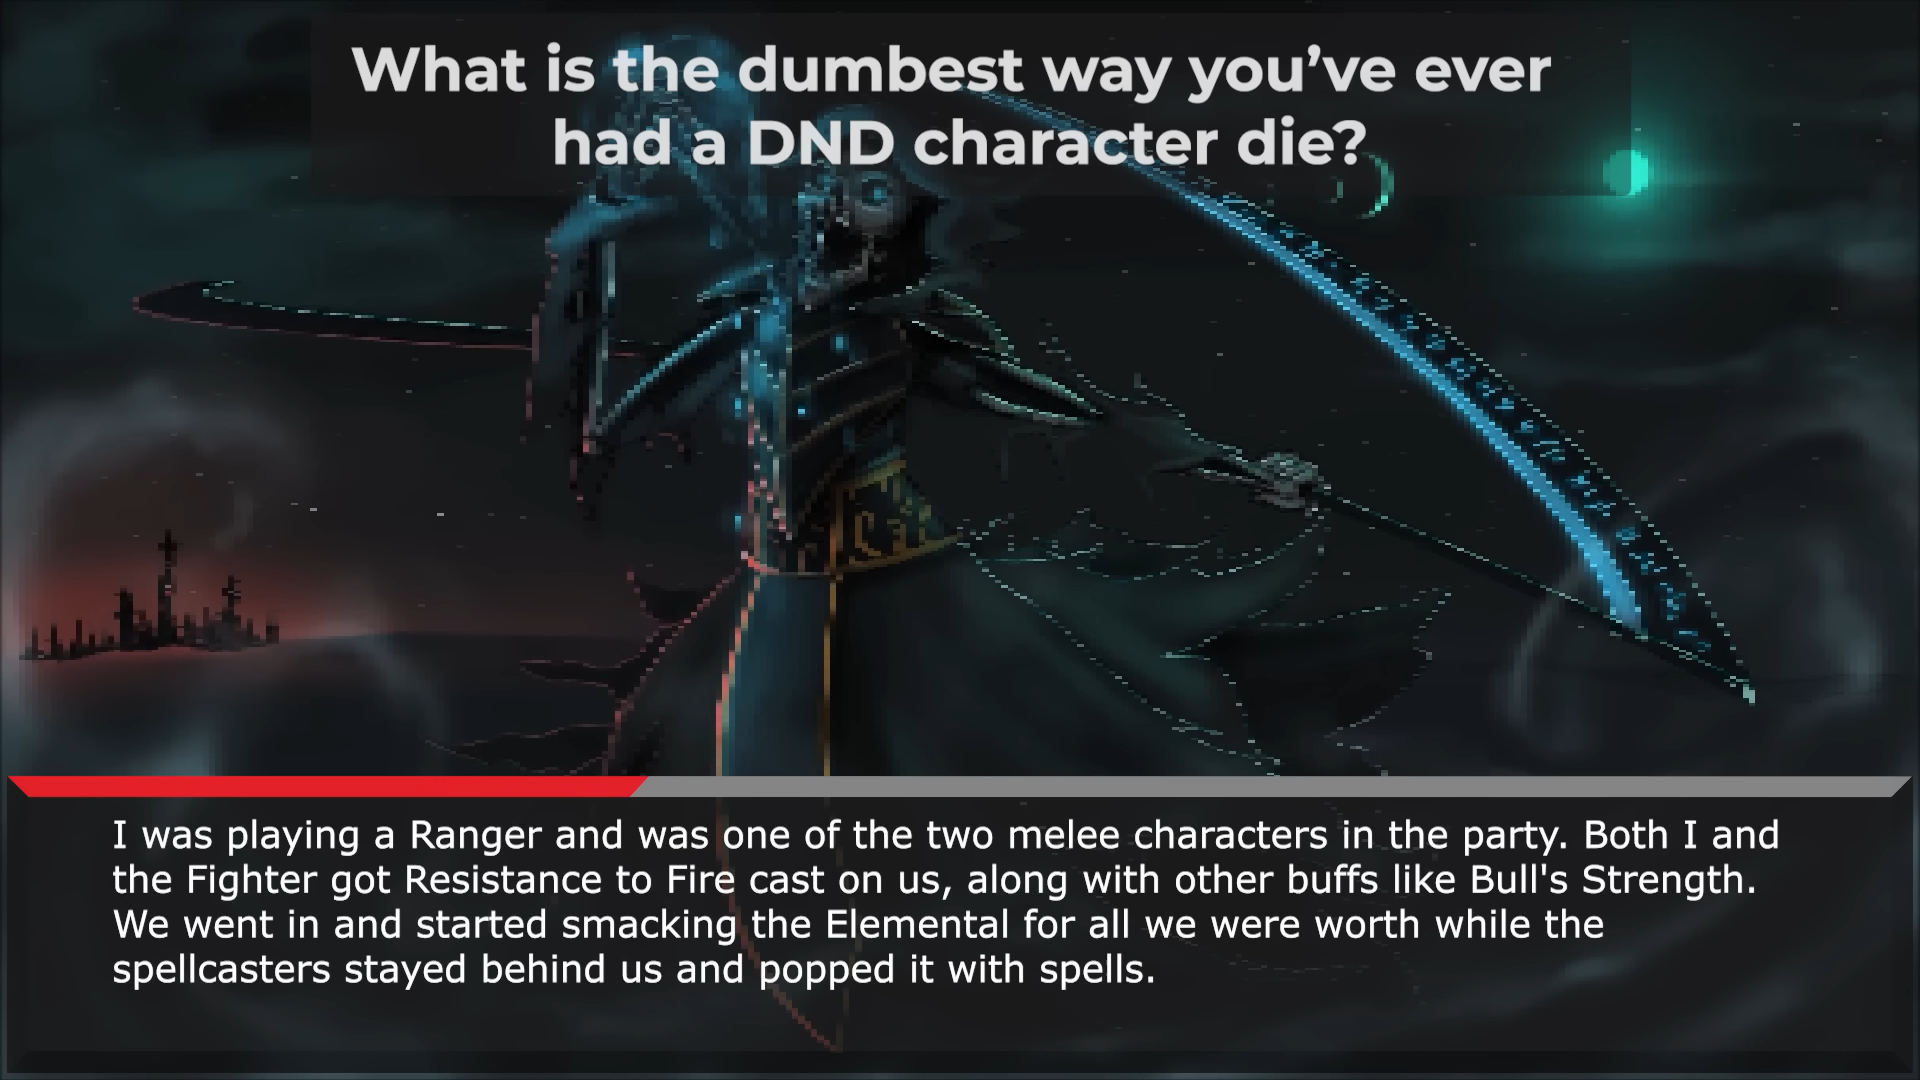 What is the dumbest way you’ve ever
had a DND character die?
I was playing a Ranger and was one of the two melee characters in the party. Both I and
the Fighter got Resistance to Fire cast on us, along with other buffs like Bull's Strength.
We went in and started smacking the Elemental for all we were worth while the
spellcasters stayed behind us and popped it with spells.